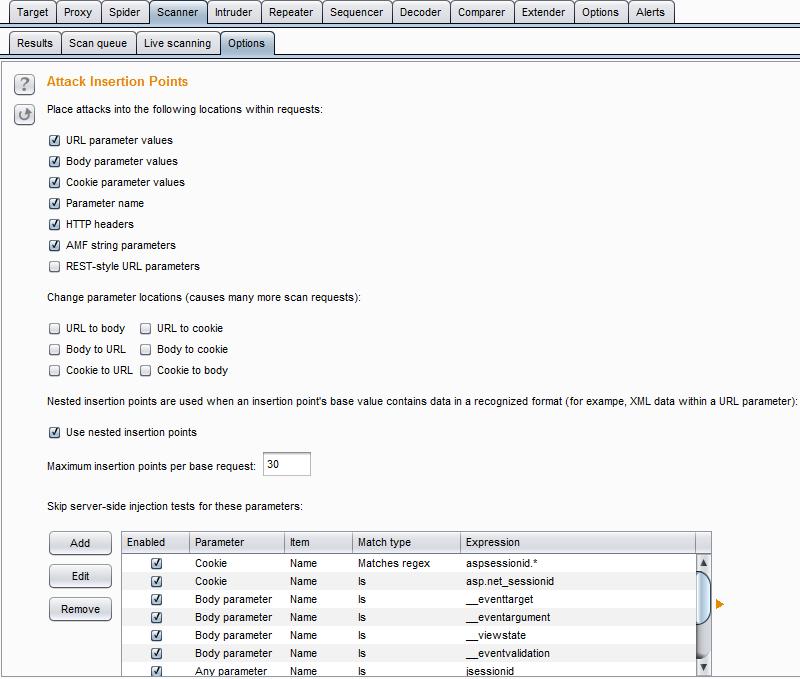 Target Proxy Spider Scanner Intruder Repeater Sequencer Decoder Comparer Extender Options Alerts
Results Scan queue Live scanning Options
? Attack Insertion Points
Place attacks into the following locations within requests:
URL parameter values
Body parameter values
Cookie parameter values
Parameter name
HTTP headers
AMF string parameters
REST-style URL parameters
Change parameter locations (causes many more scan requests):
URL to body URL to cookie
Body to URL Body to cookie
Cookie to URL Cookie to body
Nested insertion points are used when an insertion point's base value contains data in a recognized format (for exampe, XML data within a URL parameter):
Use nested insertion points
Maximum insertion points per base request: 30
Skip server-side injection tests for these parameters:
Add
Edit
Remove
Enabled Parameter Item Match type Expression
Cookie Name Matches regex aspsessionid.*
Cookie Name Is asp.net_sessionid
Body parameter Name Is __eventtarget
Body parameter Name Is __eventargument
Body parameter Name Is __viewstate
Body parameter Name Is __eventvalidation
Any parameter Name Is jsessionid